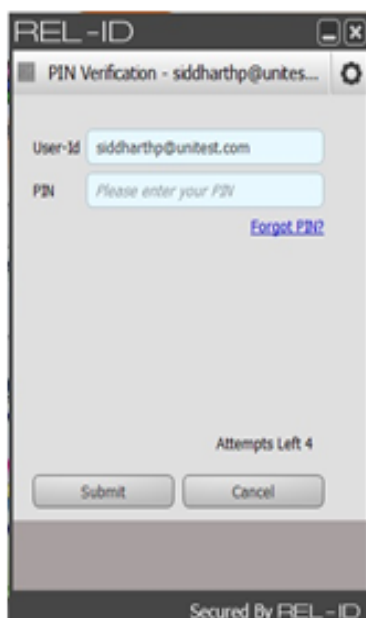 REL-ID
PIN Verification - siddharthp@unites...
User-Id siddharthp@unitest.com
PIN Please enter your PIN
Forgot PIN?
Attempts Left 4
Submit Cancel
Secured By REL-ID